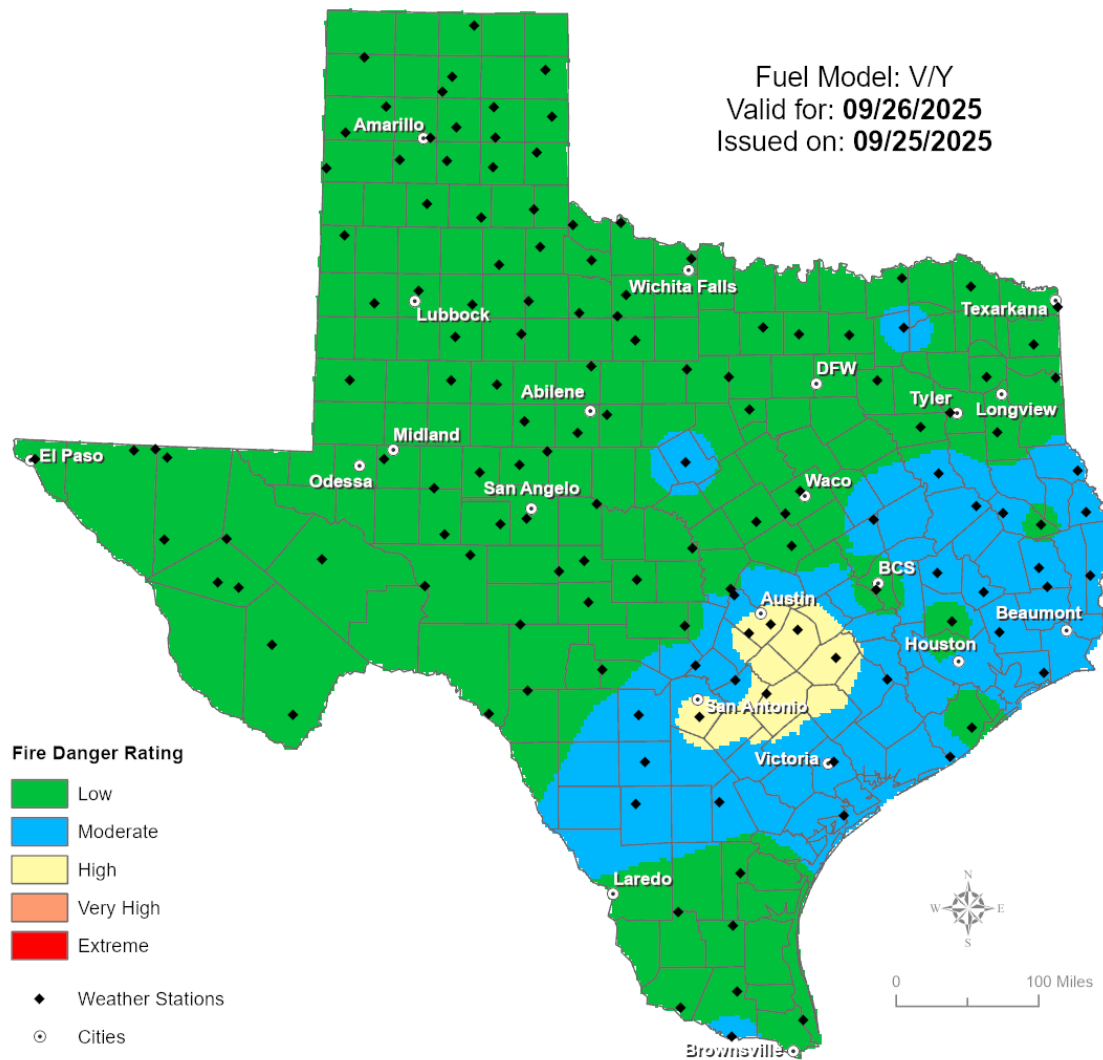 Fuel Model: V/Y
Valid for: 09/26/2025
Issued on: 09/25/2025
Amarillo
Wichita Falls
Lubbock
Texarkana
DFW
Abilene
Tyler
Longview
Midland
El Paso
Odessa
San Angelo
Waco
BCS
Austin
Beaumont
Houston
San Antonio
Victoria
Laredo
Brownsville
Fire Danger Rating
Low
Moderate
High
Very High
Extreme
Weather Stations
Cities
N
W E
S
0 100 Miles